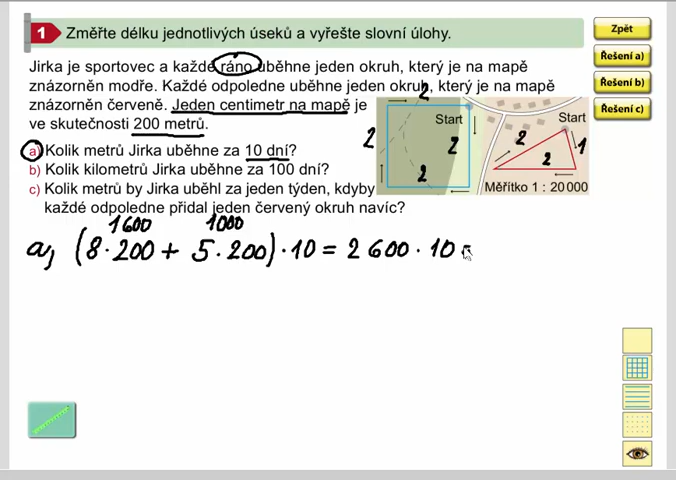 1 Změřte délku jednotlivých úseků a vyřešte slovní úlohy.
Zpět
Řešení a)
Řešení b)
Řešení c)
Jirka je sportovec a každé ráno uběhne jeden okruh, který je na mapě
znázorněn modře. Každé odpoledne uběhne jeden okruh, který je na mapě
znázorněn červeně. Jeden centimetr na mapě je
ve skutečnosti 200 metrů.
a) Kolik metrů Jirka uběhne za 10 dní?
b) Kolik kilometrů Jirka uběhne za 100 dní?
c) Kolik metrů by Jirka uběhl za jeden týden, kdyby
každé odpoledne přidal jeden červený okruh navíc?
2
Start
2
2
2
Start
2
1
2
Měřítko 1 : 20 000
1600 1000
a) (8 · 200 + 5 · 200) · 10 = 2 600 · 10 =